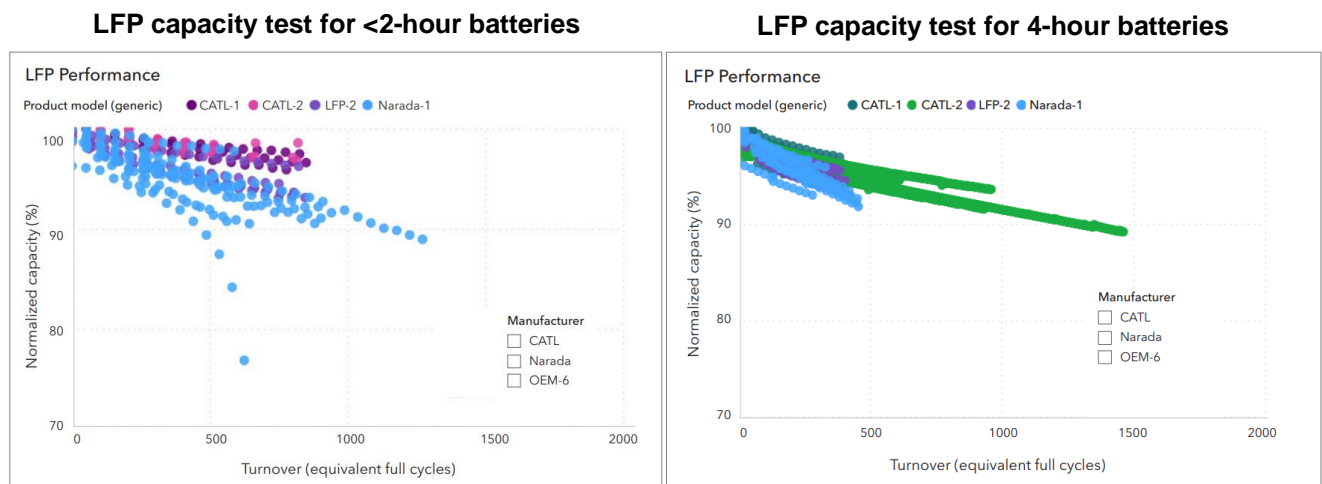 LFP capacity test for <2-hour batteries
LFP Performance
Product model (generic) CATL-1 CATL-2 LFP-2 Narada-1
100
90
80
70
Normalized capacity (%)
0 500 1000 1500 2000
Turnover (equivalent full cycles)
Manufacturer
CATL
Narada
OEM-6
LFP capacity test for 4-hour batteries
LFP Performance
Product model (generic) CATL-1 CATL-2 LFP-2 Narada-1
100
90
80
70
Normalized capacity (%)
0 500 1000 1500 2000
Turnover (equivalent full cycles)
Manufacturer
CATL
Narada
OEM-6